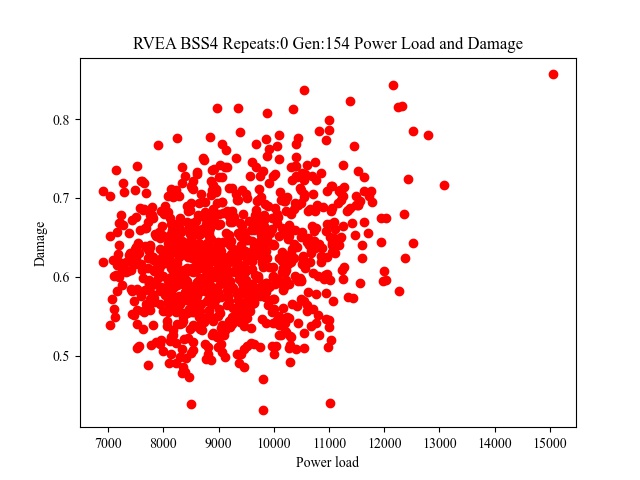 RVEA BSS4 Repeats:0 Gen:154 Power Load and Damage
0.8
0.7
0.6
0.5
Damage
7000 8000 9000 10000 11000 12000 13000 14000 15000
Power load